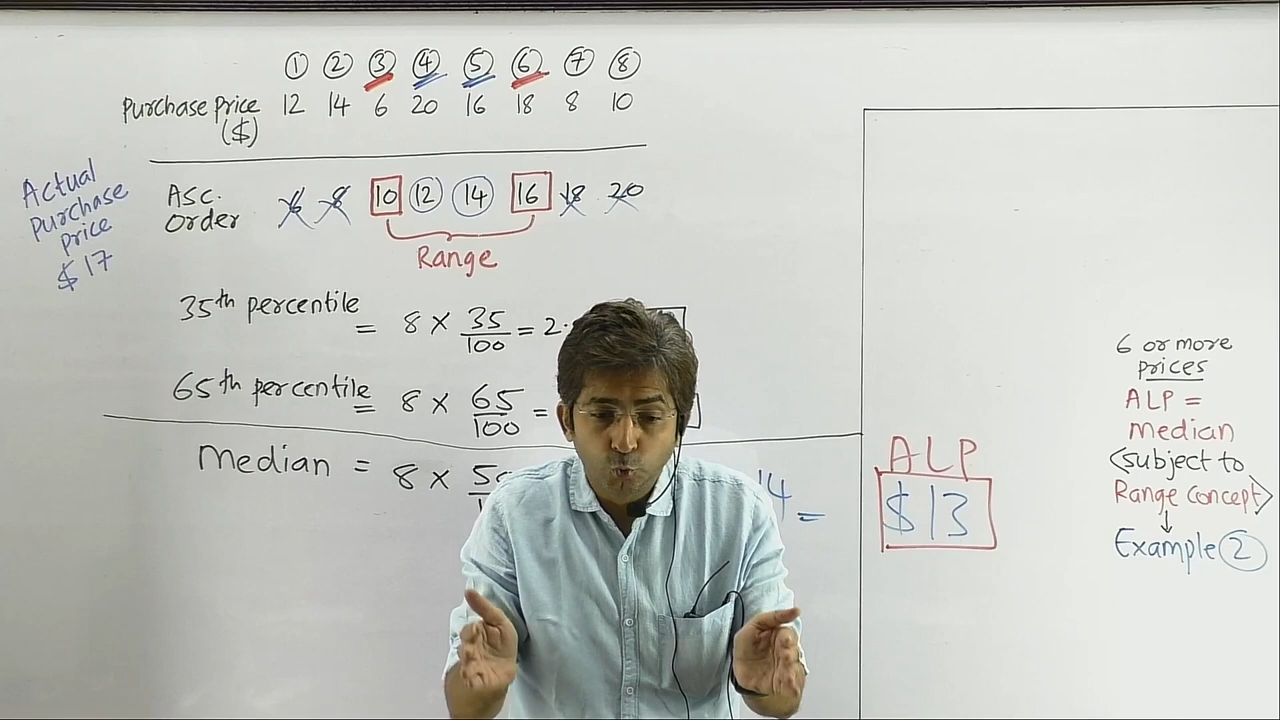 ① ② ③ ④ ⑤ ⑥ ⑦ ⑧
Purchase Price 12 14 6 20 16 18 8 10
($)
Actual
Purchase
Price
$17
Asc. 6 8 10 12 14 16 18 20
Order
Range
35th percentile = 8 × 35/100 = 2.
65th percentile = 8 × 65/100 =
Median = 8 ×
14
ALP
$13
6 or more
prices
ALP =
median
<subject to
Range concept>
↓
Example ②